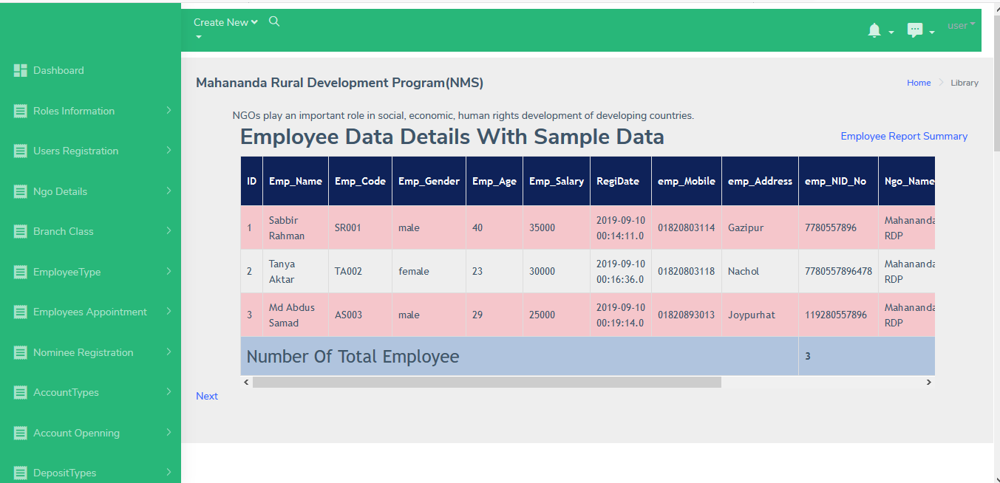 Create New
user
Dashboard
Roles Information
Users Registration
Ngo Details
Branch Class
EmployeeType
Employees Appointment
Nominee Registration
AccountTypes
Account Openning
DepositTypes
Mahananda Rural Development Program(NMS)
Home Library
NGOs play an important role in social, economic, human rights development of developing countries.
Employee Data Details With Sample Data
Employee Report Summary
ID Emp_Name Emp_Code Emp_Gender Emp_Age Emp_Salary RegiDate emp_Mobile emp_Address emp_NID_No Ngo_Name
1 Sabbir Rahman SR001 male 40 35000 2019-09-10 00:14:11.0 01820803114 Gazipur 7780557896 Mahananda RDP
2 Tanya Aktar TA002 female 23 30000 2019-09-10 00:16:36.0 01820803118 Nachol 7780557896478 Mahananda RDP
3 Md Abdus Samad AS003 male 29 25000 2019-09-10 00:19:14.0 01820893013 Joypurhat 119280557896 Mahananda RDP
Number Of Total Employee 3
Next